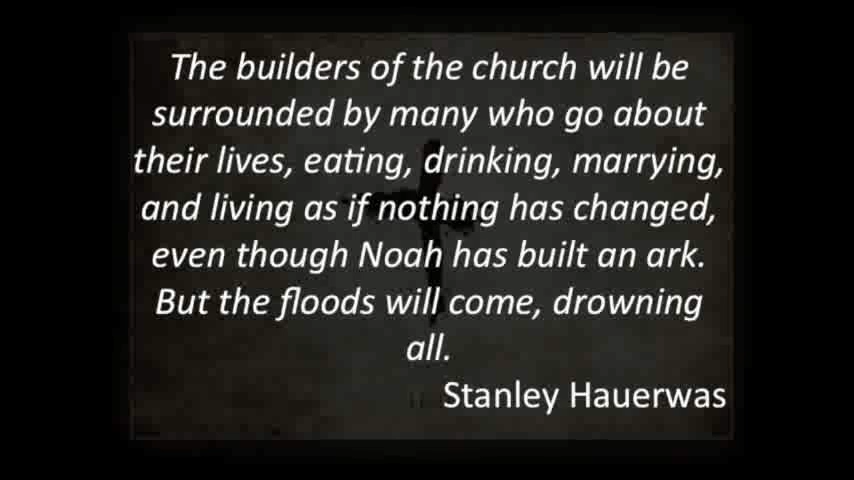 The builders of the church will be
surrounded by many who go about
their lives, eating, drinking, marrying,
and living as if nothing has changed,
even though Noah has built an ark.
But the floods will come, drowning
all.
Stanley Hauerwas